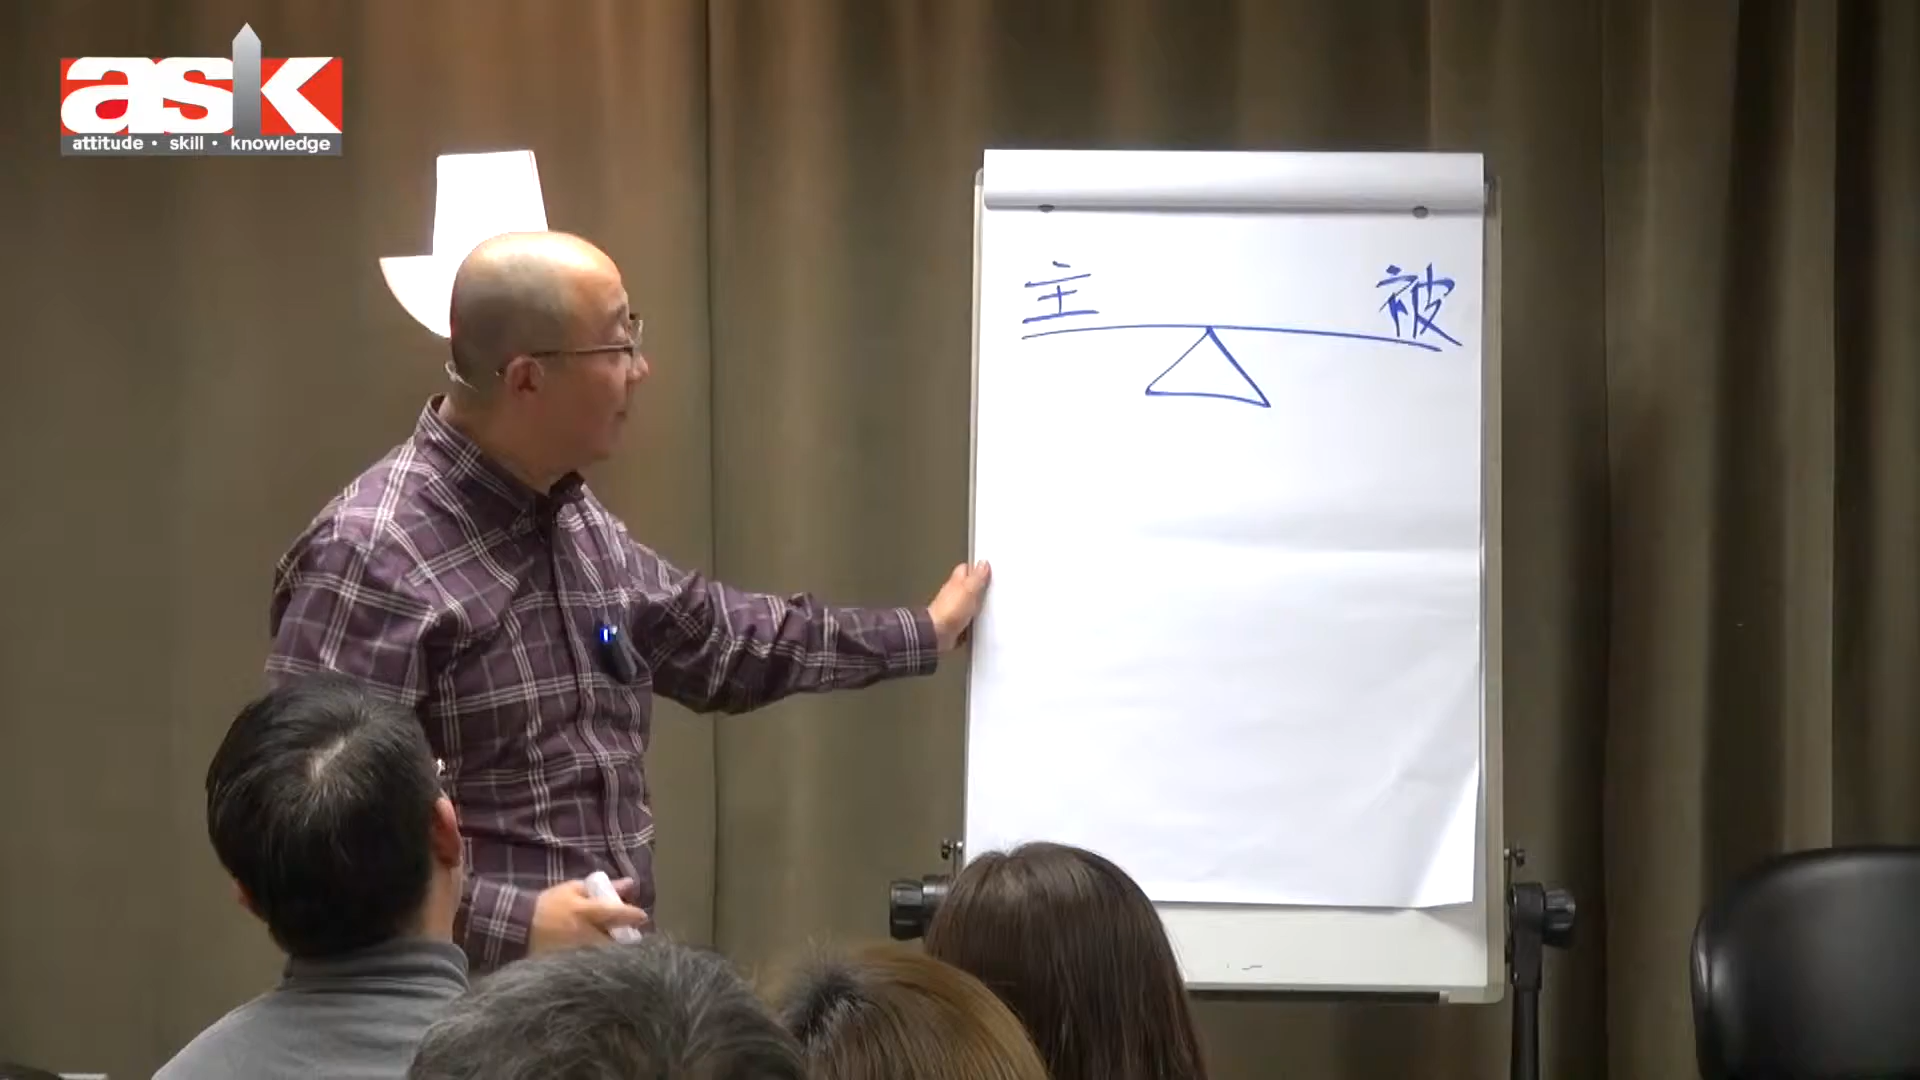 ask
attitude · skill · knowledge
主 被